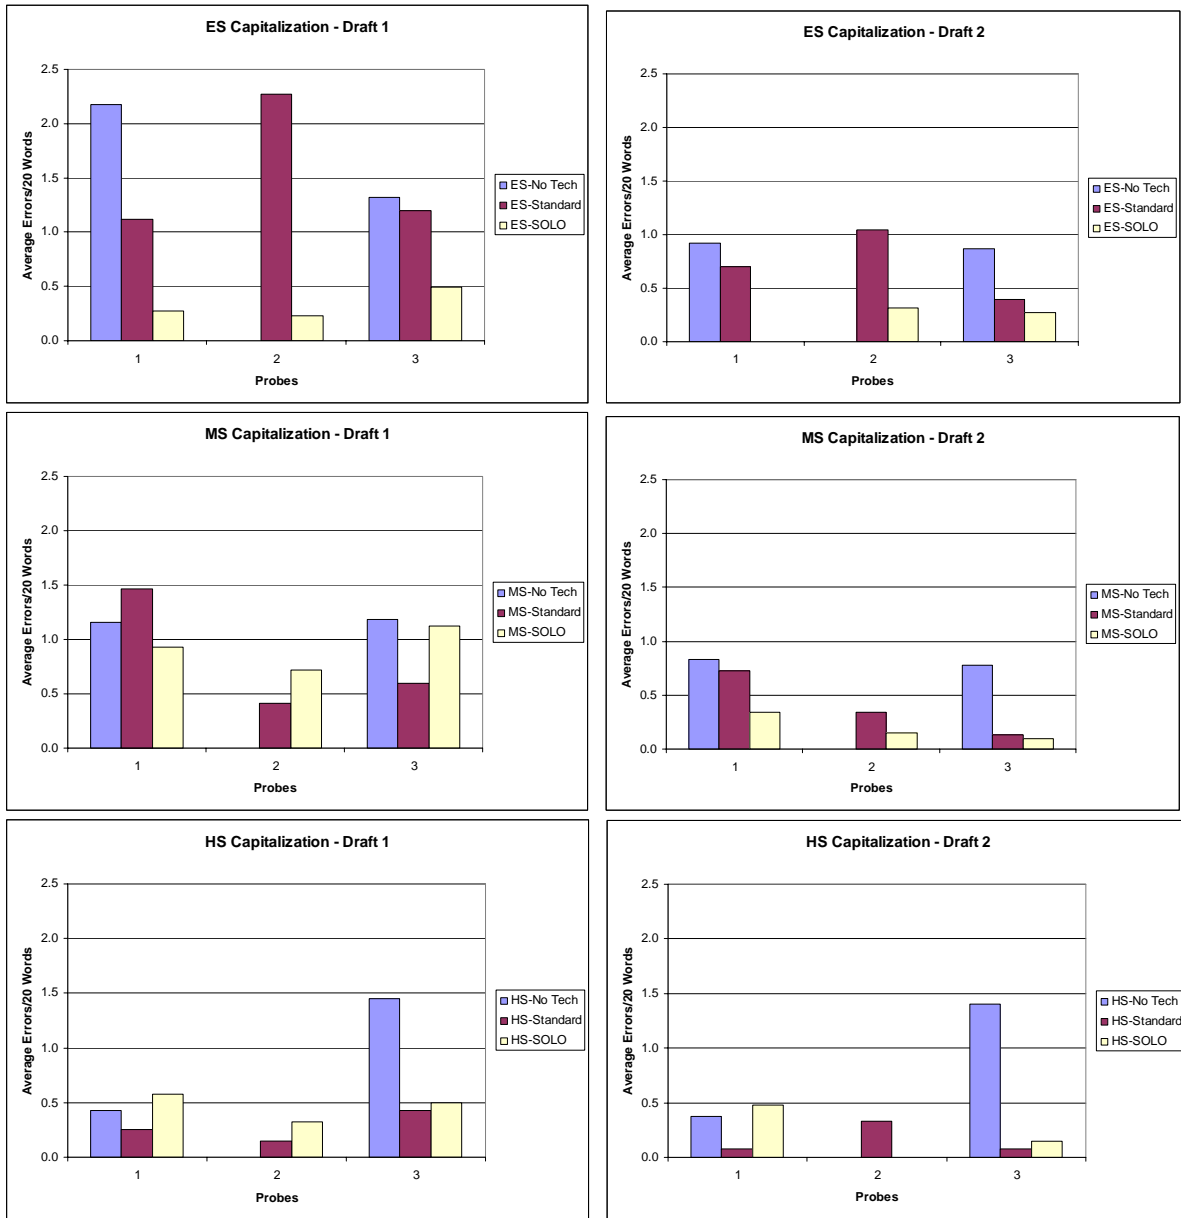 ES Capitalization - Draft 1
Average Errors/20 Words
2.5
2.0
1.5
1.0
0.5
0.0
1 2 3
Probes
ES-No Tech
ES-Standard
ES-SOLO
ES Capitalization - Draft 2
Average Errors/20 Words
2.5
2.0
1.5
1.0
0.5
0.0
1 2 3
Probes
ES-No Tech
ES-Standard
ES-SOLO
MS Capitalization - Draft 1
Average Errors/20 Words
2.5
2.0
1.5
1.0
0.5
0.0
1 2 3
Probes
MS-No Tech
MS-Standard
MS-SOLO
MS Capitalization - Draft 2
Average Errors/20 Words
2.5
2.0
1.5
1.0
0.5
0.0
1 2 3
Probes
MS-No Tech
MS-Standard
MS-SOLO
HS Capitalization - Draft 1
Average Errors/20 Words
2.5
2.0
1.5
1.0
0.5
0.0
1 2 3
Probes
HS-No Tech
HS-Standard
HS-SOLO
HS Capitalization - Draft 2
Average Errors/20 Words
2.5
2.0
1.5
1.0
0.5
0.0
1 2 3
Probes
HS-No Tech
HS-Standard
HS-SOLO